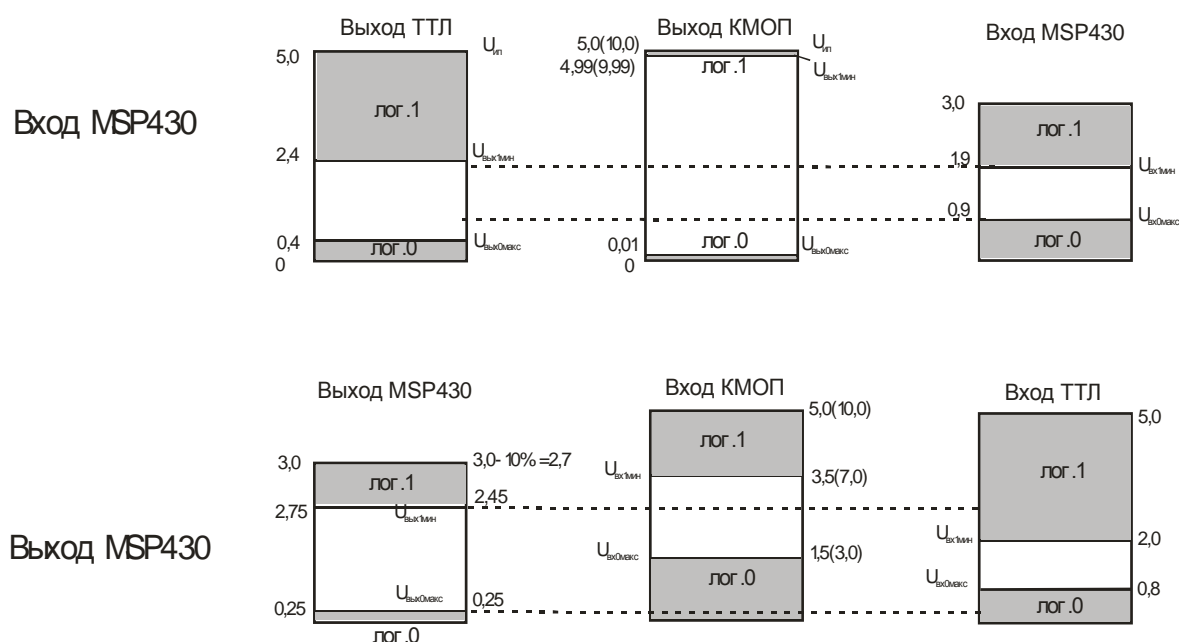 Выход ТТЛ
Выход КМОП
Вход MSP430
5,0
Uип
5,0(10,0)
4,99(9,99)
Uип
Uвых1мин
лог.1
лог.1
3,0
лог.1
Вход MSP430
2,4
Uвых1мин
1,9
Uвх1мин
0,9
Uвх0макс
0,4
0
лог.0
Uвых0макс
0,01
0
лог.0
Uвых0макс
лог.0
Выход MSP430
Вход КМОП
Вход ТТЛ
5,0(10,0)
5,0
3,0
лог.1
3,0-10%=2,7
лог.1
лог.1
Uвх1мин
3,5(7,0)
2,75
2,45
Uвых1мин
Выход MSP430
Uвх1мин
2,0
Uвх0макс
1,5(3,0)
Uвх0макс
0,8
0,25
Uвых0макс
0,25
лог.0
лог.0
лог.0